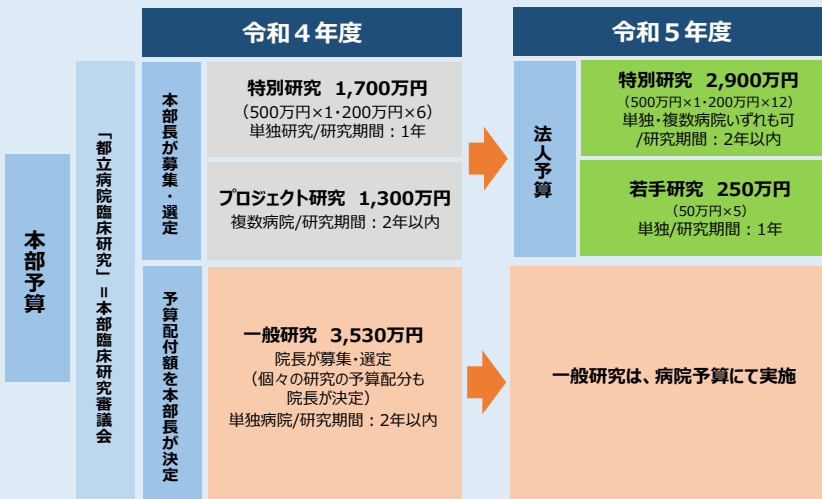 令和４年度
令和５年度
本部予算
「都立病院臨床研究」＝本部臨床研究審議会
本部長が募集・選定
特別研究 1,700万円
（500万円×1・200万円×6）
単独研究/研究期間：1年
プロジェクト研究 1,300万円
複数病院/研究期間：2年以内
法人予算
特別研究 2,900万円
（500万円×1・200万円×12）
単独・複数病院いずれも可
/研究期間：2年以内
若手研究 250万円
（50万円×5）
単独/研究期間：1年
予算配付額を本部長が決定
一般研究 3,530万円
院長が募集・選定
（個々の研究の予算配分も
院長が決定）
単独病院/研究期間：2年以内
一般研究は、病院予算にて実施